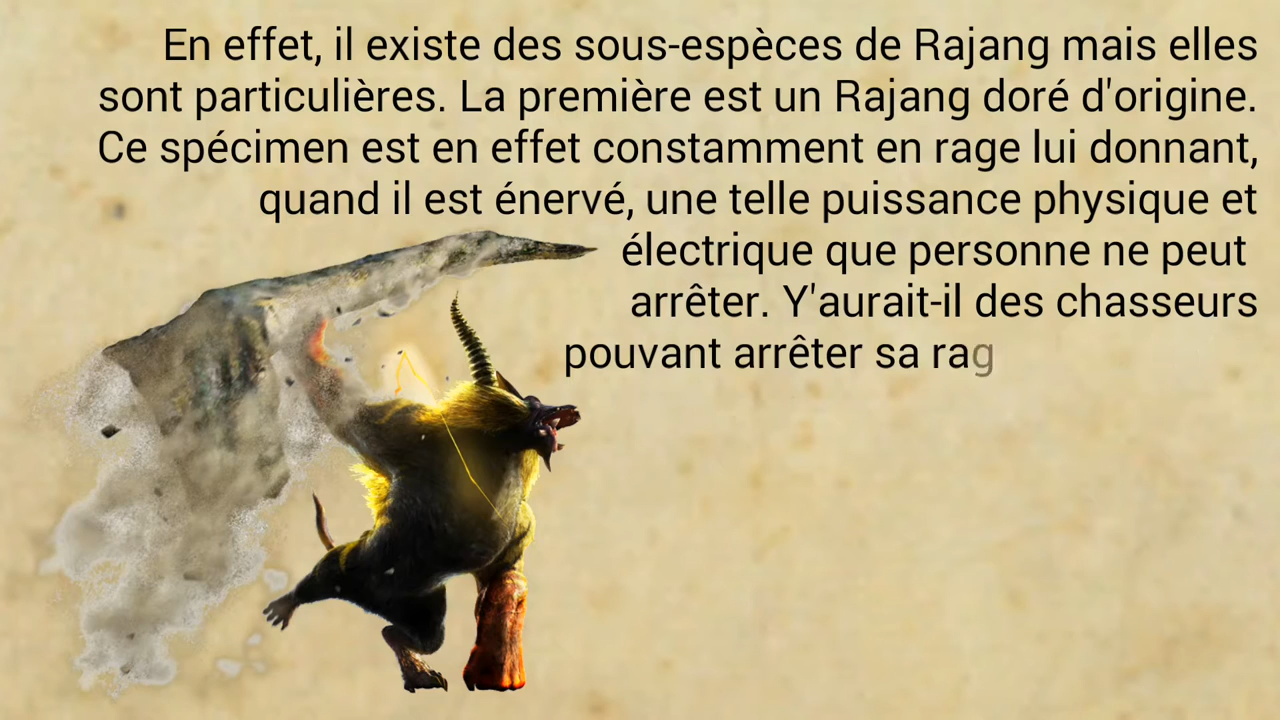 En effet, il existe des sous-espèces de Rajang mais elles
sont particulières. La première est un Rajang doré d'origine.
Ce spécimen est en effet constamment en rage lui donnant,
quand il est énervé, une telle puissance physique et
électrique que personne ne peut
arrêter. Y'aurait-il des chasseurs
pouvant arrêter sa rag